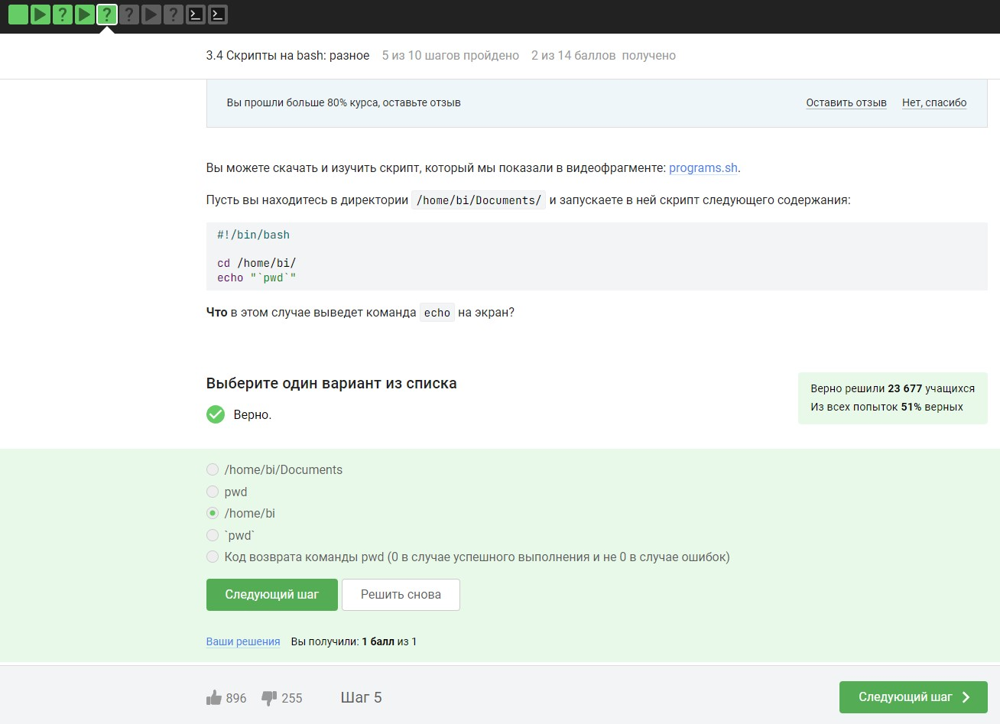 3.4 Скрипты на bash: разное 5 из 10 шагов пройдено 2 из 14 баллов получено
Вы прошли больше 80% курса, оставьте отзыв Оставить отзыв Нет, спасибо
Вы можете скачать и изучить скрипт, который мы показали в видеофрагменте: programs.sh.
Пусть вы находитесь в директории /home/bi/Documents/ и запускаете в ней скрипт следующего содержания:
#!/bin/bash
cd /home/bi/
echo "`pwd`"
Что в этом случае выведет команда echo на экран?
Выберите один вариант из списка
Верно.
Верно решили 23 677 учащихся
Из всех попыток 51% верных
/home/bi/Documents
pwd
/home/bi
`pwd`
Код возврата команды pwd (0 в случае успешного выполнения и не 0 в случае ошибок)
Следующий шаг Решить снова
Ваши решения Вы получили: 1 балл из 1
896 255 Шаг 5 Следующий шаг